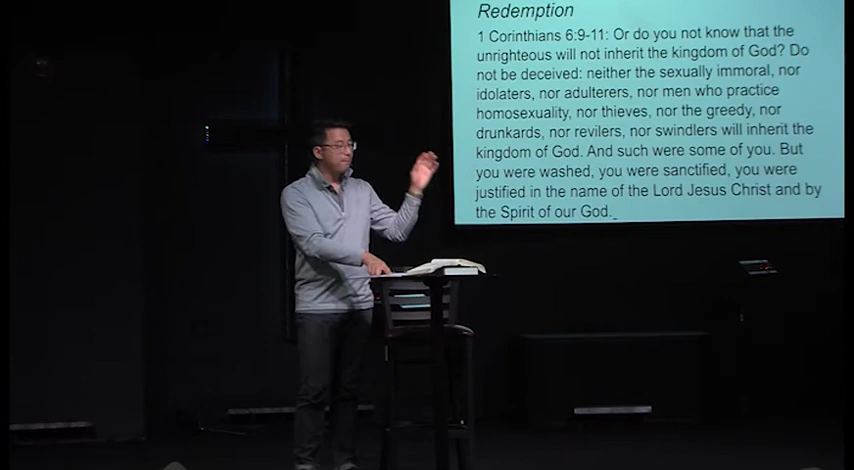 Redemption
1 Corinthians 6:9-11: Or do you not know that the
unrighteous will not inherit the kingdom of God? Do
not be deceived: neither the sexually immoral, nor
idolaters, nor adulterers, nor men who practice
homosexuality, nor thieves, nor the greedy, nor
drunkards, nor revilers, nor swindlers will inherit the
kingdom of God. And such were some of you. But
you were washed, you were sanctified, you were
justified in the name of the Lord Jesus Christ and by
the Spirit of our God._